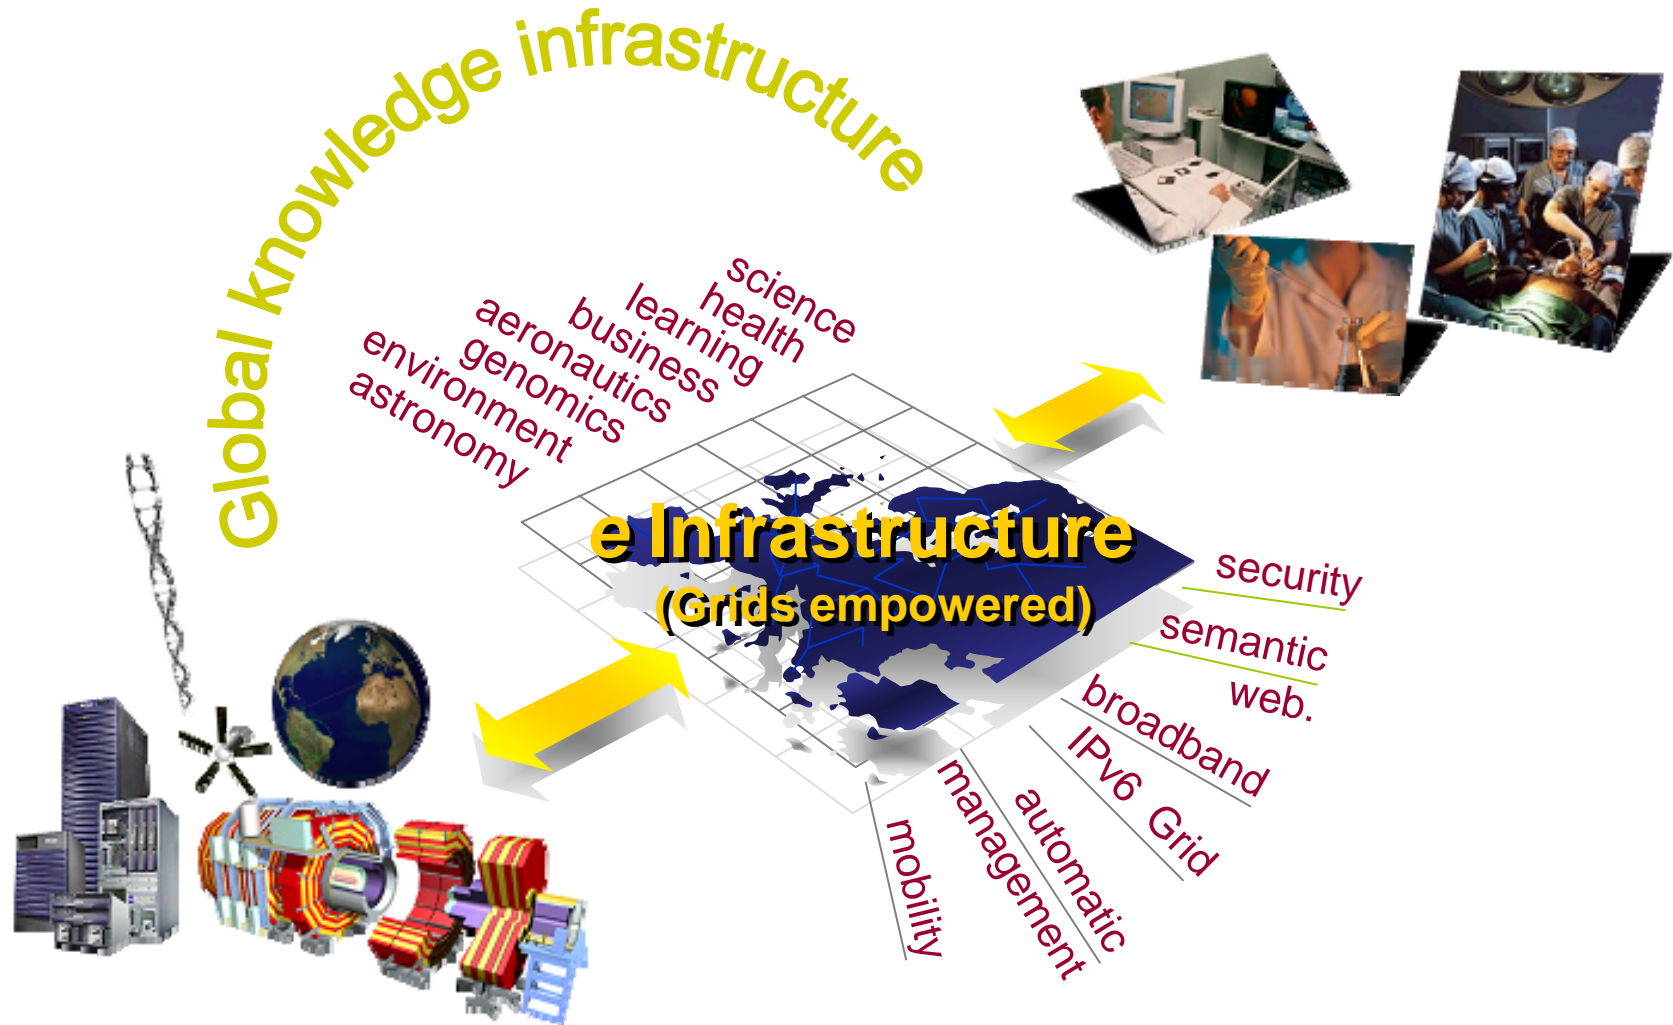 Global knowledge infrastructure
science
health
learning
business
aeronautics
genomics
environment
astronomy
e Infrastructure
(Grids empowered)
security
semantic
web.
broadband
IPv6 Grid
automatic
management
mobility